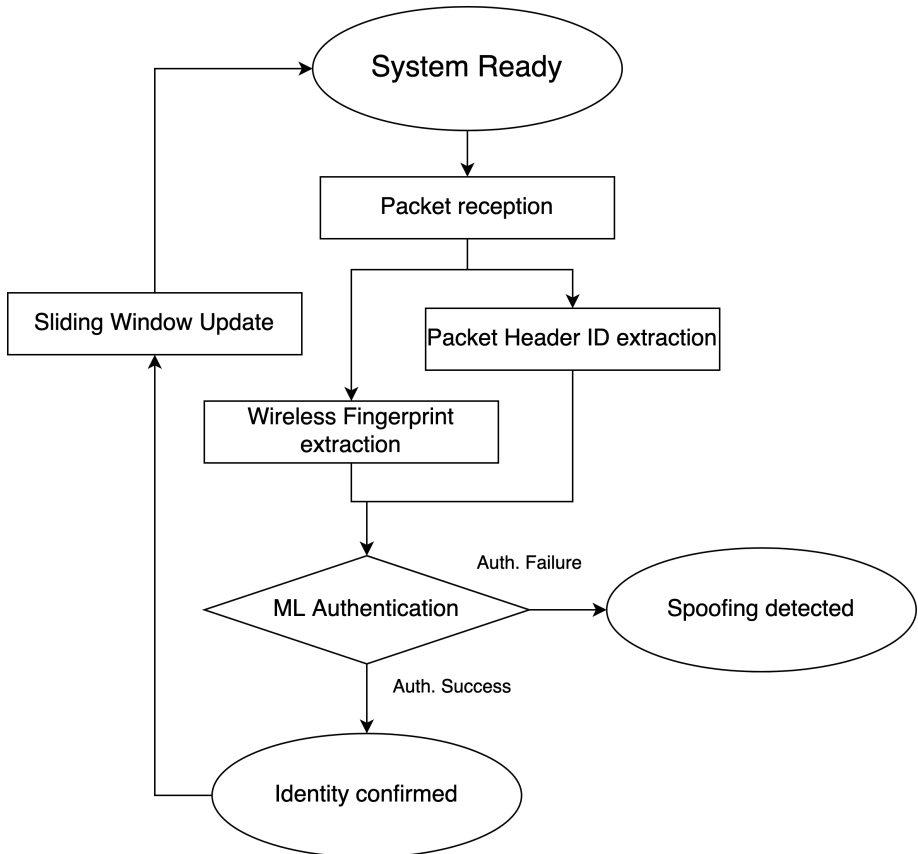 System Ready
Packet reception
Sliding Window Update
Packet Header ID extraction
Wireless Fingerprint
extraction
Auth. Failure
ML Authentication
Spoofing detected
Auth. Success
Identity confirmed